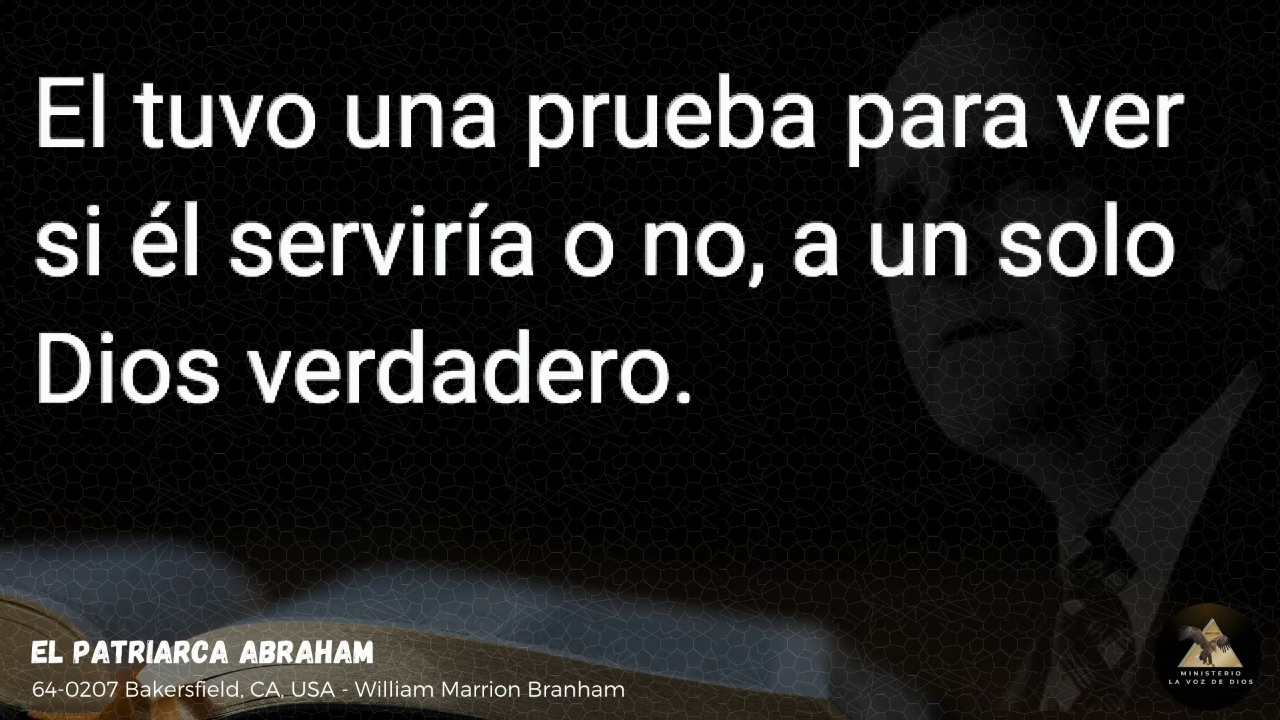 El tuvo una prueba para ver
si él serviría o no, a un solo
Dios verdadero.
EL PATRIARCA ABRAHAM
64-0207 Bakersfield, CA, USA - William Marrion Branham
MINISTERIO
LA VOZ DE DIOS